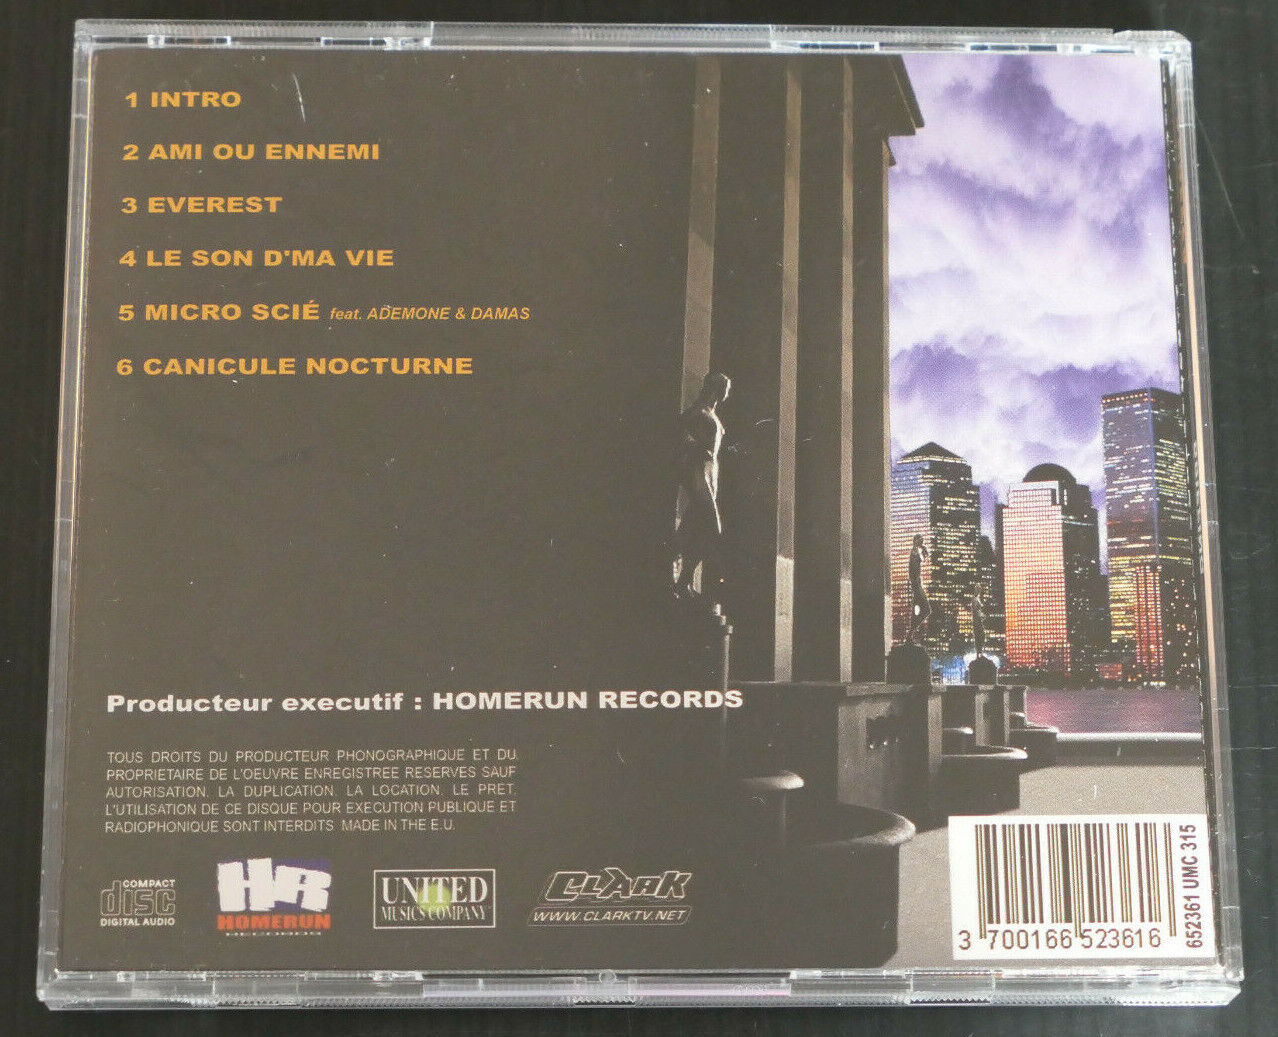 1 INTRO
2 AMI OU ENNEMI
3 EVEREST
4 LE SON D'MA VIE
5 MICRO SCIÉ feat. ADEMONE & DAMAS
6 CANICULE NOCTURNE
Producteur executif : HOMERUN RECORDS
TOUS DROITS DU PRODUCTEUR PHONOGRAPHIQUE ET DU
PROPRIETAIRE DE L'OEUVRE ENREGISTREE RESERVES SAUF
AUTORISATION. LA DUPLICATION. LA LOCATION. LE PRET.
L'UTILISATION DE CE DISQUE POUR EXECUTION PUBLIQUE ET
RADIOPHONIQUE SONT INTERDITS MADE IN THE E.U.
COMPACT
disc
DIGITAL AUDIO
HR
HOMERUN
RECORDS
UNITED
MUSICS COMPANY
CLARK
WWW.CLARKTV.NET
3 700166 523616
652361 UMC 315